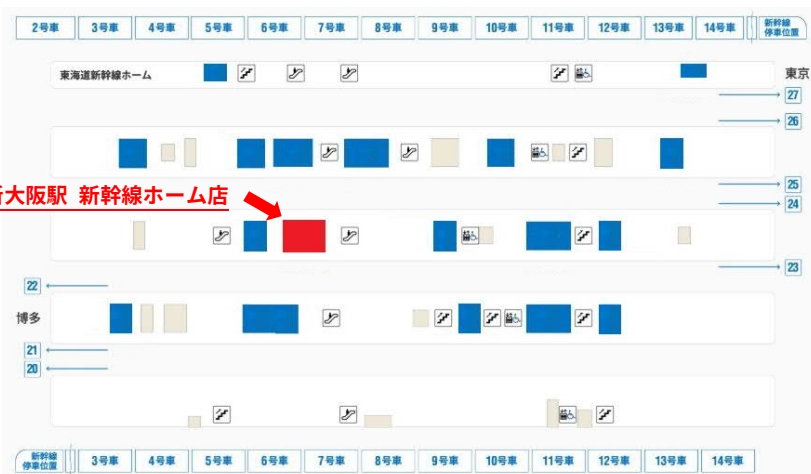 2号車 3号車 4号車 5号車 6号車 7号車 8号車 9号車 10号車 11号車 12号車 13号車 14号車 新幹線
停車位置
東海道新幹線ホーム
東京
27
26
25
新大阪駅 新幹線ホーム店
24
23
22
博多
21
20
新幹線
停車位置
3号車 4号車 5号車 6号車 7号車 8号車 9号車 10号車 11号車 12号車 13号車 14号車